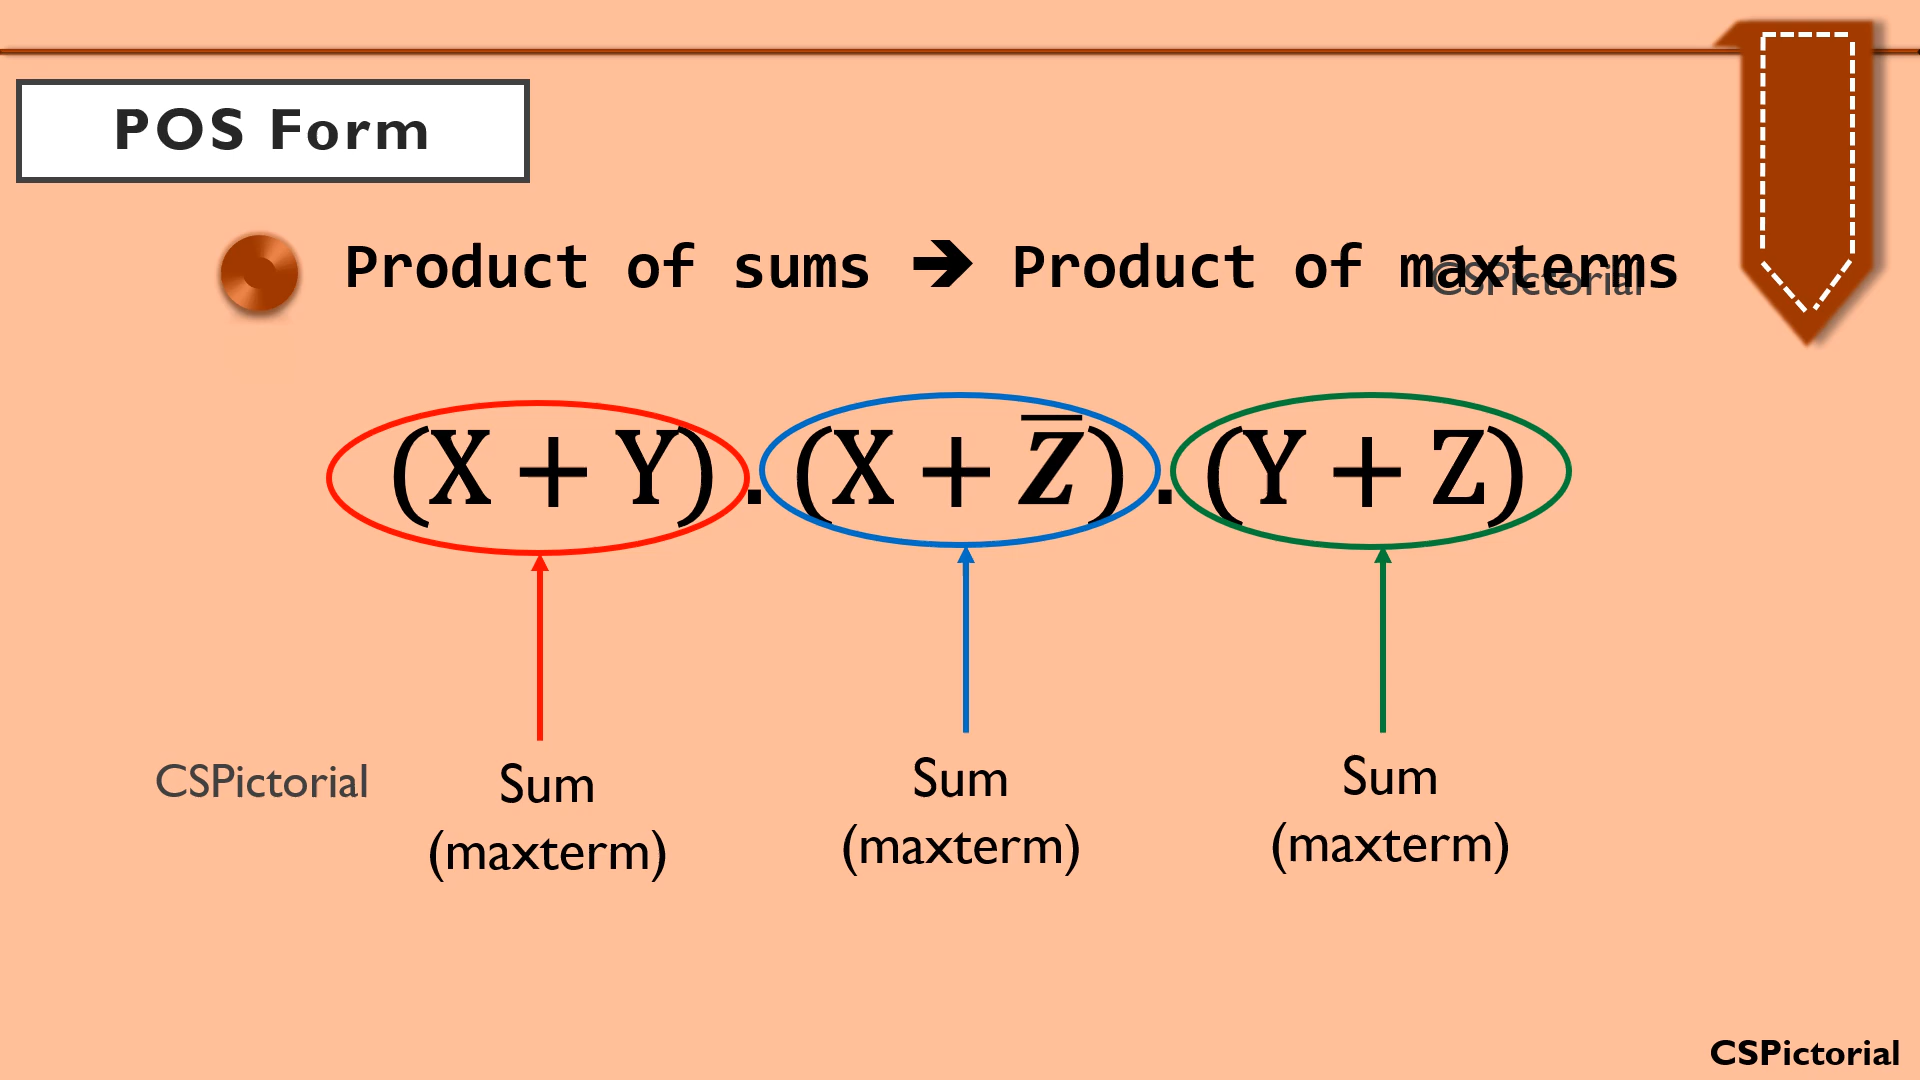 POS Form
Product of sums ➔ Product of maxterms
CSPictorial
(X + Y) . (X + Z̅) . (Y + Z)
CSPictorial
Sum
(maxterm)
Sum
(maxterm)
Sum
(maxterm)
CSPictorial